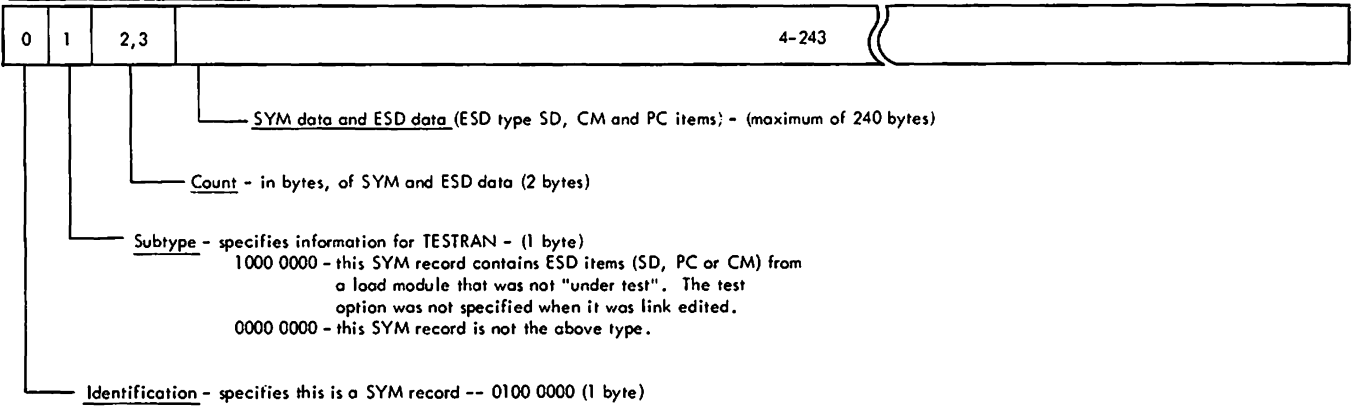 0 1 2,3 4-243
SYM data and ESD data (ESD type SD, CM and PC items) - (maximum of 240 bytes)
Count - in bytes, of SYM and ESD data (2 bytes)
Subtype - specifies information for TESTRAN - (1 byte)
1000 0000 - this SYM record contains ESD items (SD, PC or CM) from
a load module that was not "under test". The test
option was not specified when it was link edited.
0000 0000 - this SYM record is not the above type.
Identification - specifies this is a SYM record -- 0100 0000 (1 byte)